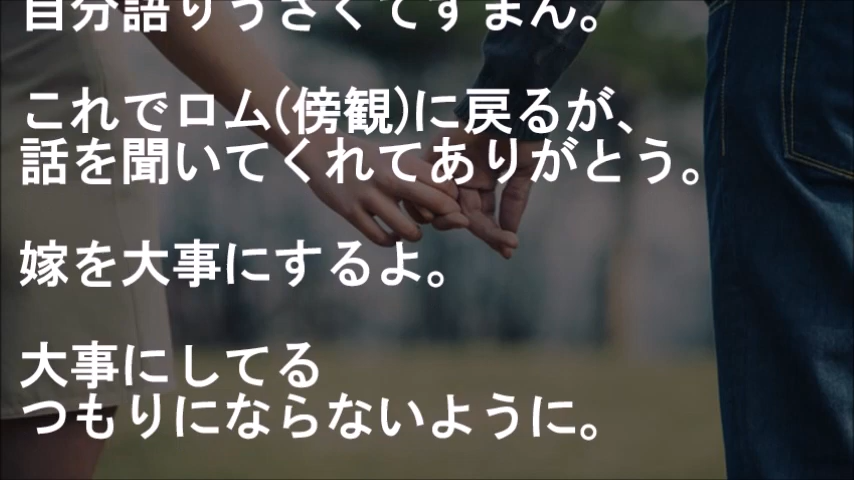 自分語りうざくてすまん。
これでロム(傍観)に戻るが、
話を聞いてくれてありがとう。
嫁を大事にするよ。
大事にしてる
つもりにならないように。